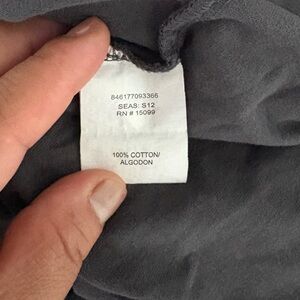 846177093366
SEAS: S12
RN # 15099
100% COTTON/
ALGODON